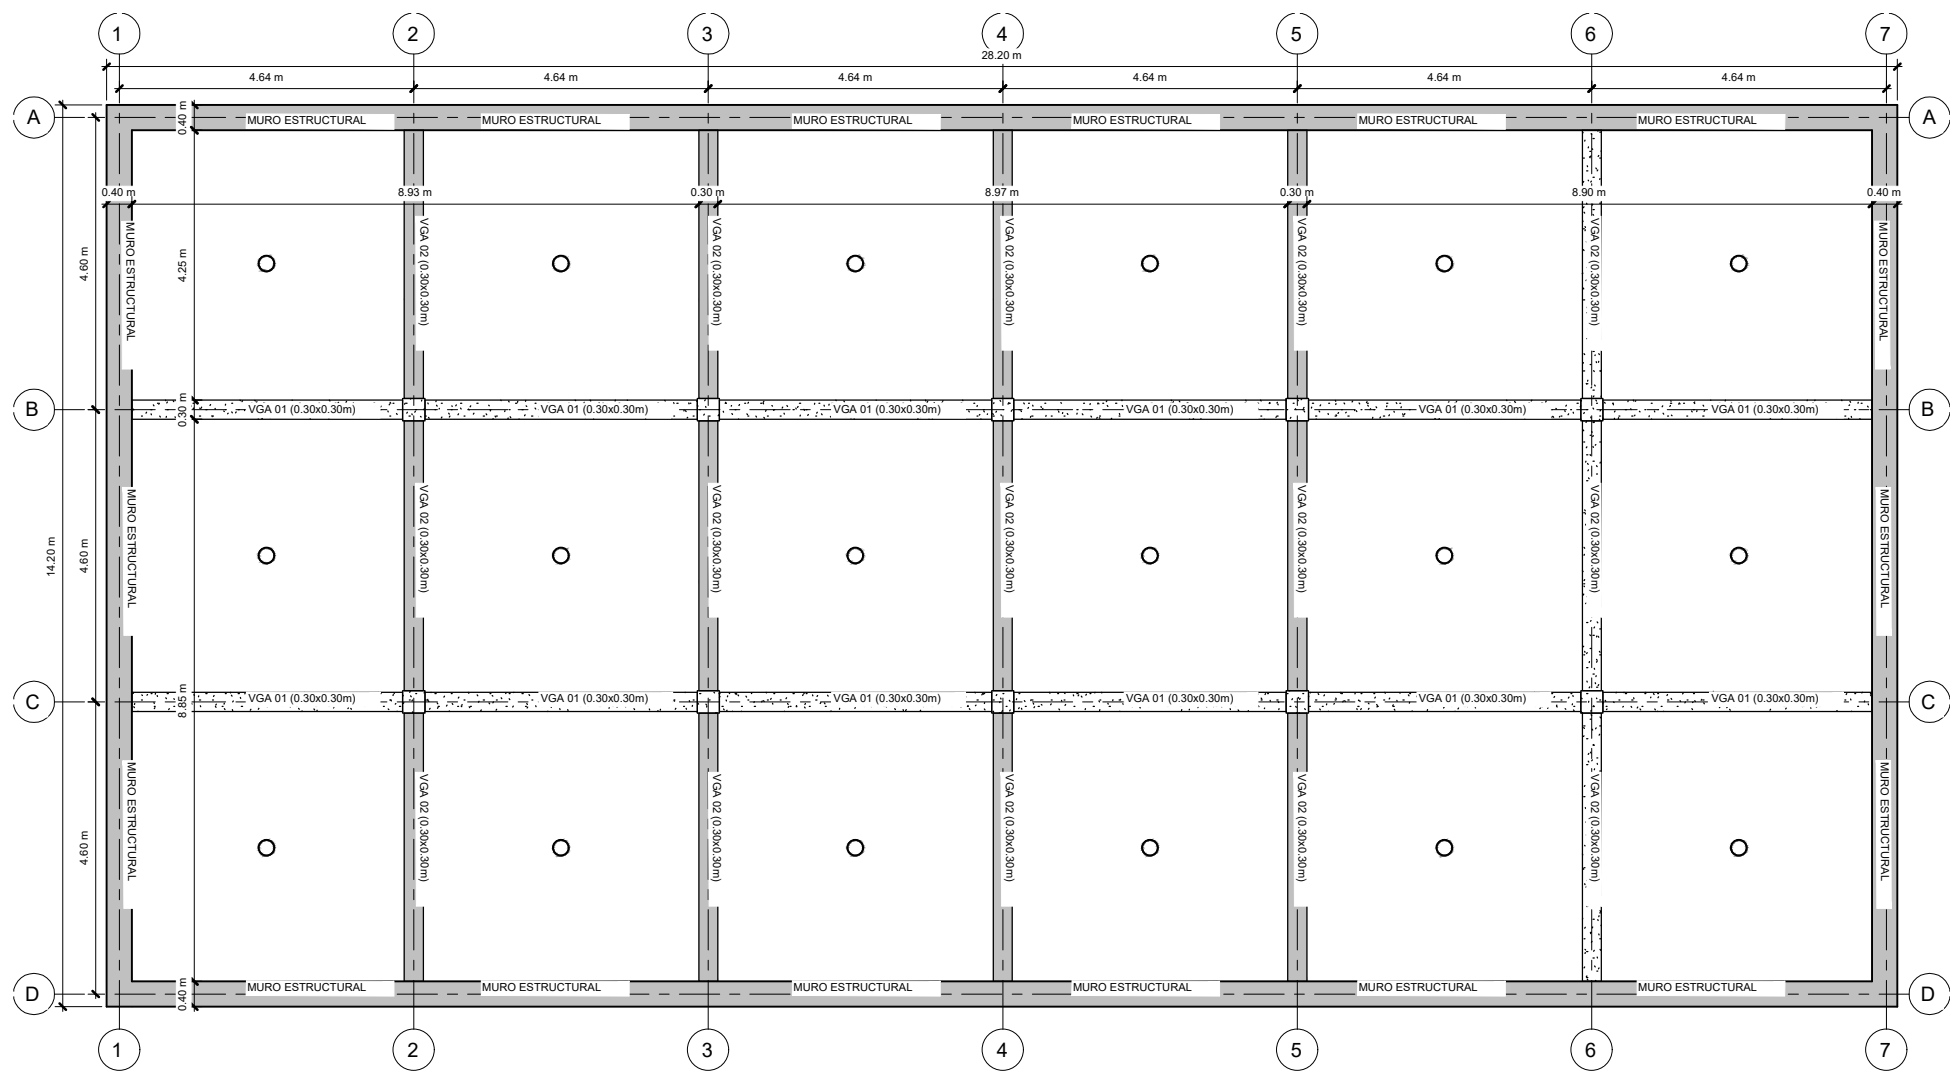 1 2 3 4 5 6 7
28.20 m
4.64 m 4.64 m 4.64 m 4.64 m 4.64 m 4.64 m
A 0.40 m MURO ESTRUCTURAL MURO ESTRUCTURAL MURO ESTRUCTURAL MURO ESTRUCTURAL MURO ESTRUCTURAL MURO ESTRUCTURAL A
0.40 m 8.93 m 0.30 m 8.97 m 0.30 m 8.90 m 0.40 m
4.60 m MURO ESTRUCTURAL 4.25 m VGA 02 (0.30x0.30m) VGA 02 (0.30x0.30m) VGA 02 (0.30x0.30m) VGA 02 (0.30x0.30m) VGA 02 (0.30x0.30m) MURO ESTRUCTURAL
B 0.30 m VGA 01 (0.30x0.30m) VGA 01 (0.30x0.30m) VGA 01 (0.30x0.30m) VGA 01 (0.30x0.30m) VGA 01 (0.30x0.30m) VGA 01 (0.30x0.30m) B
14.20 m 4.60 m MURO ESTRUCTURAL VGA 02 (0.30x0.30m) VGA 02 (0.30x0.30m) VGA 02 (0.30x0.30m) VGA 02 (0.30x0.30m) VGA 02 (0.30x0.30m) MURO ESTRUCTURAL
C 8.85 m VGA 01 (0.30x0.30m) VGA 01 (0.30x0.30m) VGA 01 (0.30x0.30m) VGA 01 (0.30x0.30m) VGA 01 (0.30x0.30m) VGA 01 (0.30x0.30m) C
4.60 m MURO ESTRUCTURAL VGA 02 (0.30x0.30m) VGA 02 (0.30x0.30m) VGA 02 (0.30x0.30m) VGA 02 (0.30x0.30m) VGA 02 (0.30x0.30m) MURO ESTRUCTURAL
D 0.40 m MURO ESTRUCTURAL MURO ESTRUCTURAL MURO ESTRUCTURAL MURO ESTRUCTURAL MURO ESTRUCTURAL MURO ESTRUCTURAL D
1 2 3 4 5 6 7